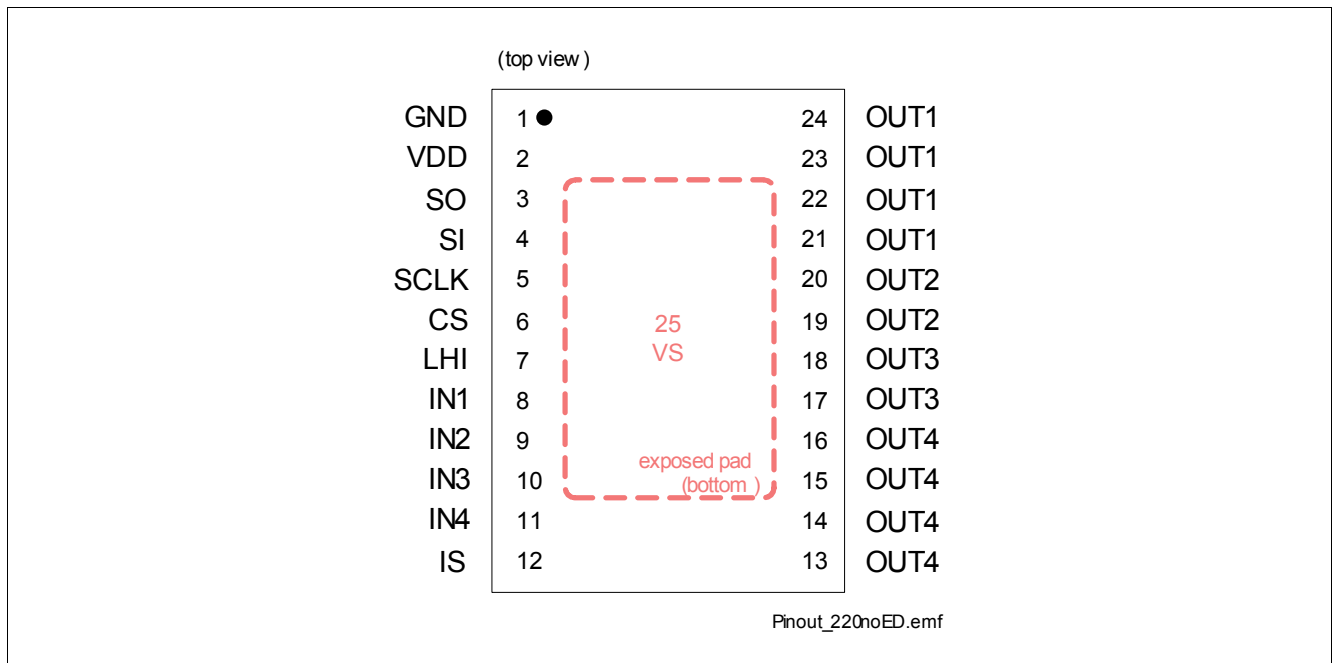 (top view )
GND 1 24 OUT1
VDD 2 23 OUT1
SO 3 22 OUT1
SI 4 21 OUT1
SCLK 5 20 OUT2
CS 6 25 19 OUT2
VS
LHI 7 18 OUT3
IN1 8 17 OUT3
IN2 9 16 OUT4
exposed pad
IN3 10 (bottom ) 15 OUT4
IN4 11 14 OUT4
IS 12 13 OUT4
Pinout_220noED.emf